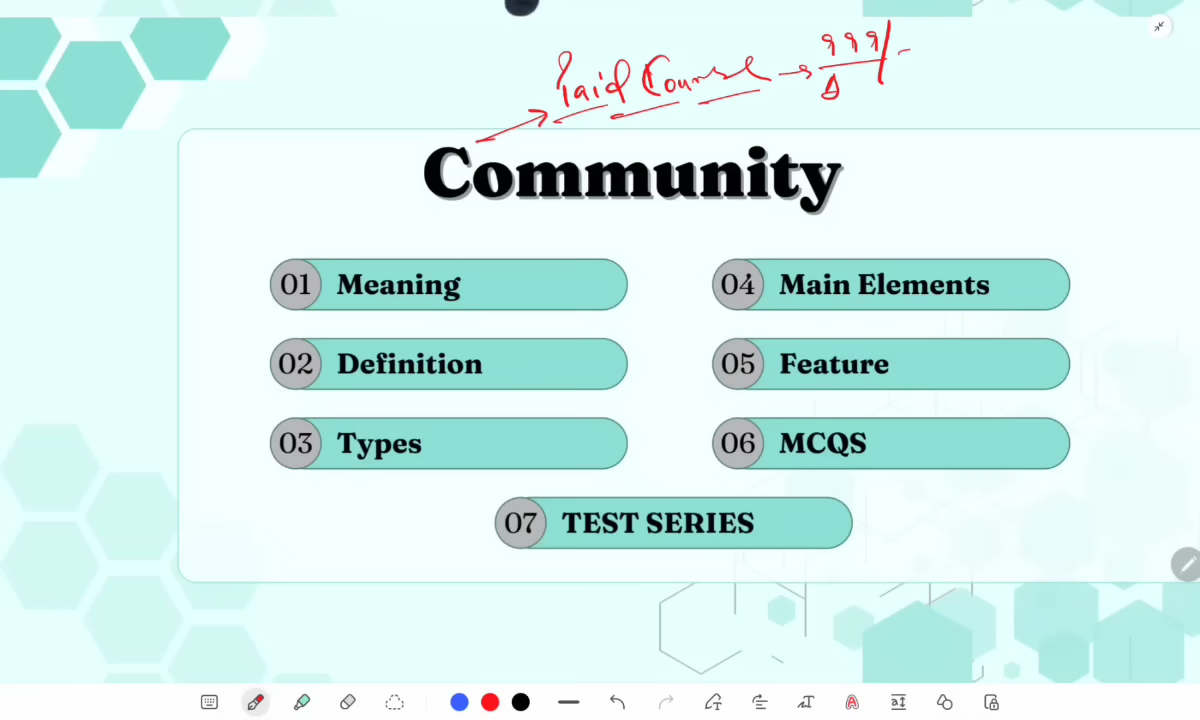 Paid Course → 999/-
Community
01 Meaning
02 Definition
03 Types
04 Main Elements
05 Feature
06 MCQS
07 TEST SERIES